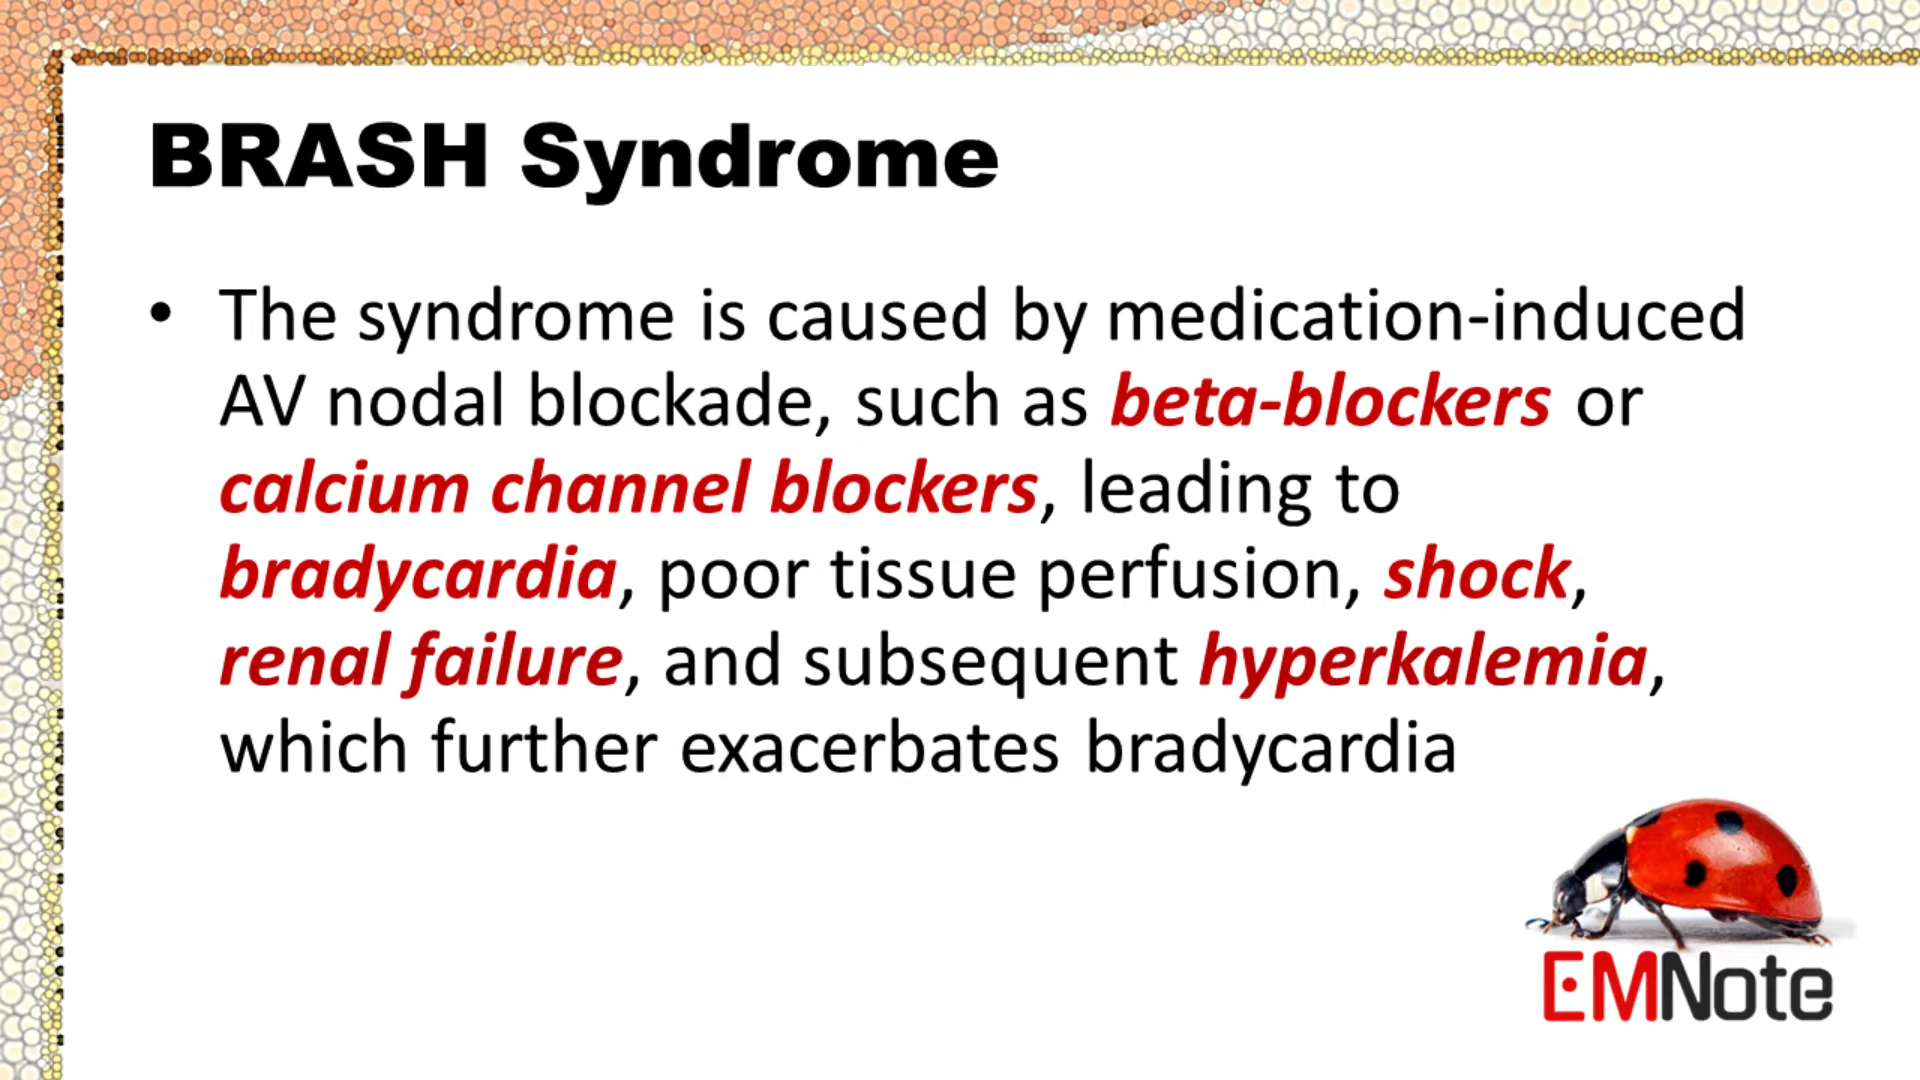 BRASH Syndrome
• The syndrome is caused by medication-induced
AV nodal blockade, such as beta-blockers or
calcium channel blockers, leading to
bradycardia, poor tissue perfusion, shock,
renal failure, and subsequent hyperkalemia,
which further exacerbates bradycardia
EMNote